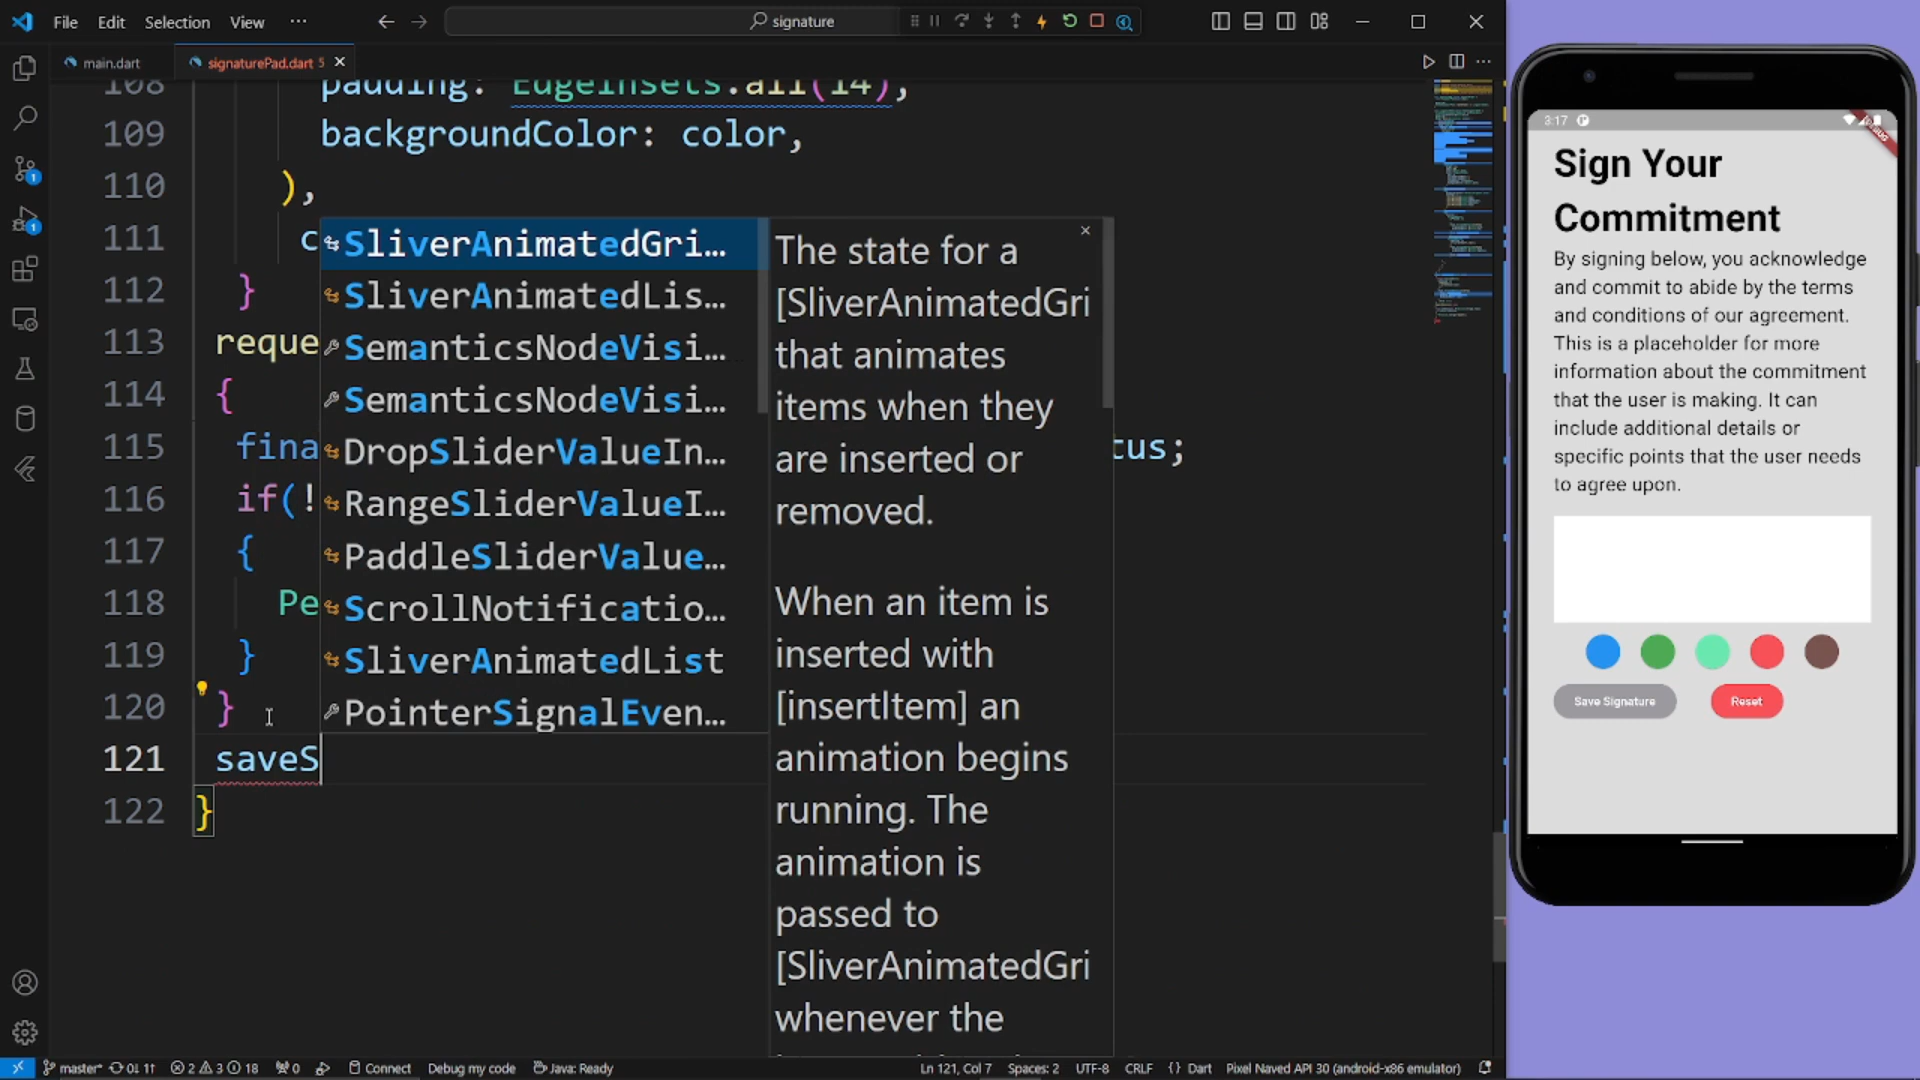 File Edit Selection View ··· signature
main.dart signaturePad.dart 5
108 padding: EdgeInsets.all(14),
109 backgroundColor: color,
110 ),
111 c
112 }
113 reque
114 {
115 fina tus;
116 if(!
117 {
118 Pe
119 }
120 }
121 saveS
122 }
SliverAnimatedGri...
SliverAnimatedLis...
SemanticsNodeVisi...
SemanticsNodeVisi...
DropSliderValueIn...
RangeSliderValueI...
PaddleSliderValue...
ScrollNotificatio...
SliverAnimatedList
PointerSignalEven...
The state for a
[SliverAnimatedGri
that animates
items when they
are inserted or
removed.
When an item is
inserted with
[insertItem] an
animation begins
running. The
animation is
passed to
[SliverAnimatedGri
whenever the
3:17
Sign Your
Commitment
By signing below, you acknowledge
and commit to abide by the terms
and conditions of our agreement.
This is a placeholder for more
information about the commitment
that the user is making. It can
include additional details or
specific points that the user needs
to agree upon.
Save Signature Reset
master* 0↓ 1↑ 2 3 18 0 Connect Debug my code Java: Ready Ln 121, Col 7 Spaces: 2 UTF-8 CRLF {} Dart Pixel Naved API 30 (android-x86 emulator)